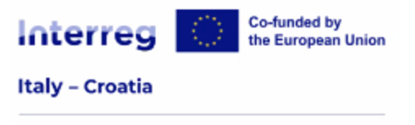 Interreg
Co-funded by
the European Union
Italy – Croatia